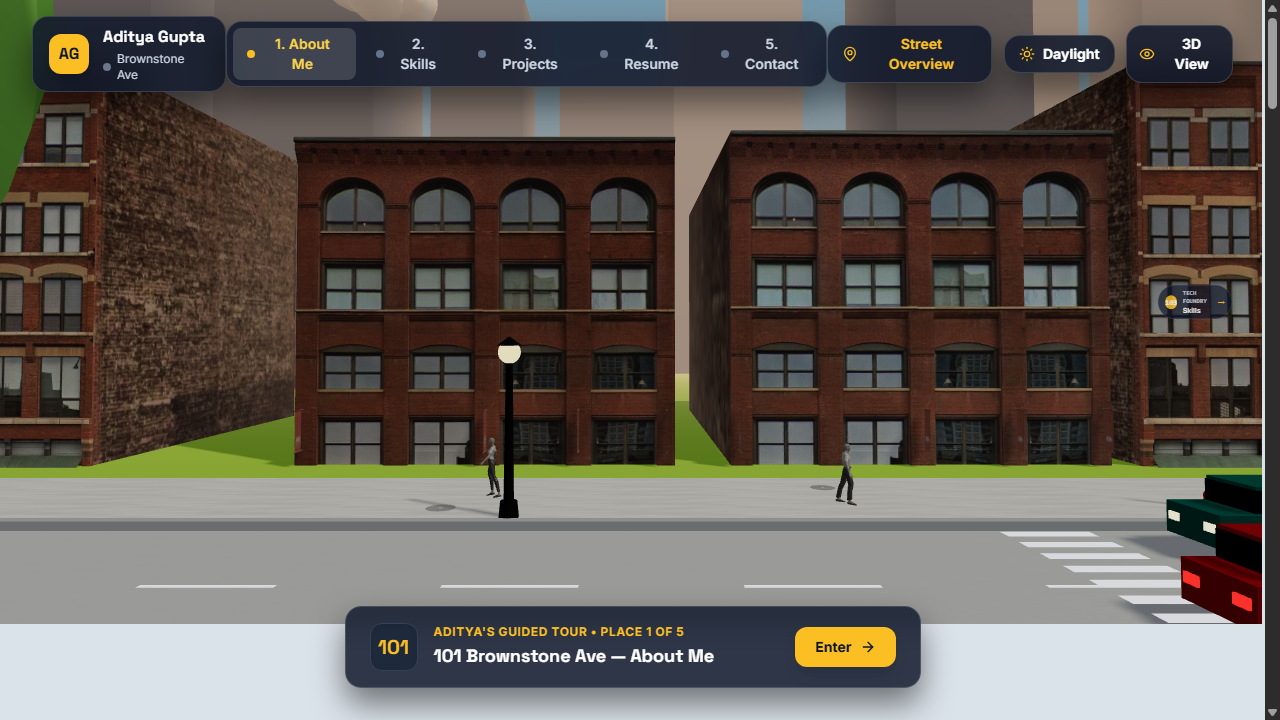 AG
Aditya Gupta
Brownstone
Ave
1. About
Me
2.
Skills
3.
Projects
4.
Resume
5.
Contact
Street
Overview
Daylight
3D
View
TECH
FOUNDRY
Skills
→
101
ADITYA'S GUIDED TOUR • PLACE 1 OF 5
101 Brownstone Ave — About Me
Enter →